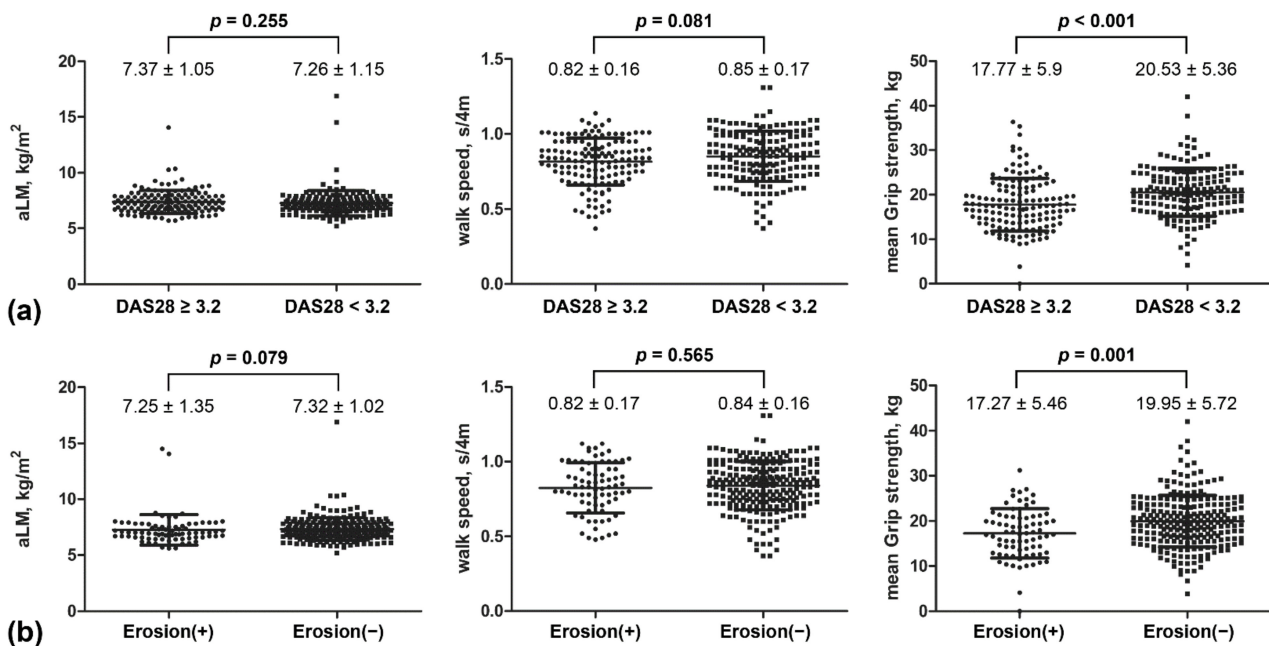 p = 0.255
7.37 ± 1.05 7.26 ± 1.15
20
15
10
5
0
aLM, kg/m²
DAS28 ≥ 3.2 DAS28 < 3.2
p = 0.081
0.82 ± 0.16 0.85 ± 0.17
1.5
1.0
0.5
0.0
walk speed, s/4m
DAS28 ≥ 3.2 DAS28 < 3.2
p < 0.001
17.77 ± 5.9 20.53 ± 5.36
50
40
30
20
10
0
mean Grip strength, kg
DAS28 ≥ 3.2 DAS28 < 3.2
(a)
p = 0.079
7.25 ± 1.35 7.32 ± 1.02
20
15
10
5
0
aLM, kg/m²
Erosion(+) Erosion(−)
p = 0.565
0.82 ± 0.17 0.84 ± 0.16
1.5
1.0
0.5
0.0
walk speed, s/4m
Erosion(+) Erosion(−)
p = 0.001
17.27 ± 5.46 19.95 ± 5.72
50
40
30
20
10
0
mean Grip strength, kg
Erosion(+) Erosion(−)
(b)